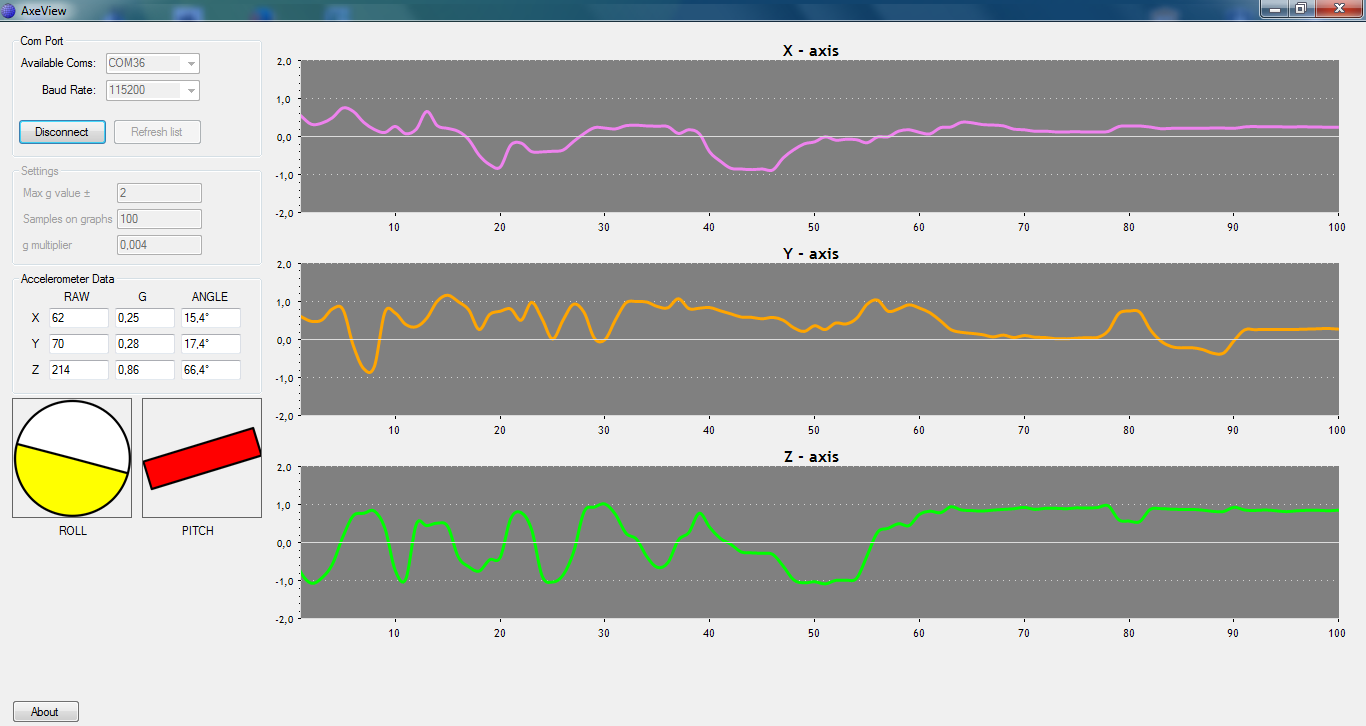 AxeView
Com Port
Available Coms: COM36
Baud Rate: 115200
Disconnect Refresh list
Settings
Max g value ± 2
Samples on graphs 100
g multiplier 0,004
Accelerometer Data
RAW G ANGLE
X 62 0,25 15,4°
Y 70 0,28 17,4°
Z 214 0,86 66,4°
ROLL PITCH
About
X - axis
2,0
1,0
0,0
-1,0
-2,0
10 20 30 40 50 60 70 80 90 100
Y - axis
2,0
1,0
0,0
-1,0
-2,0
10 20 30 40 50 60 70 80 90 100
Z - axis
2,0
1,0
0,0
-1,0
-2,0
10 20 30 40 50 60 70 80 90 100